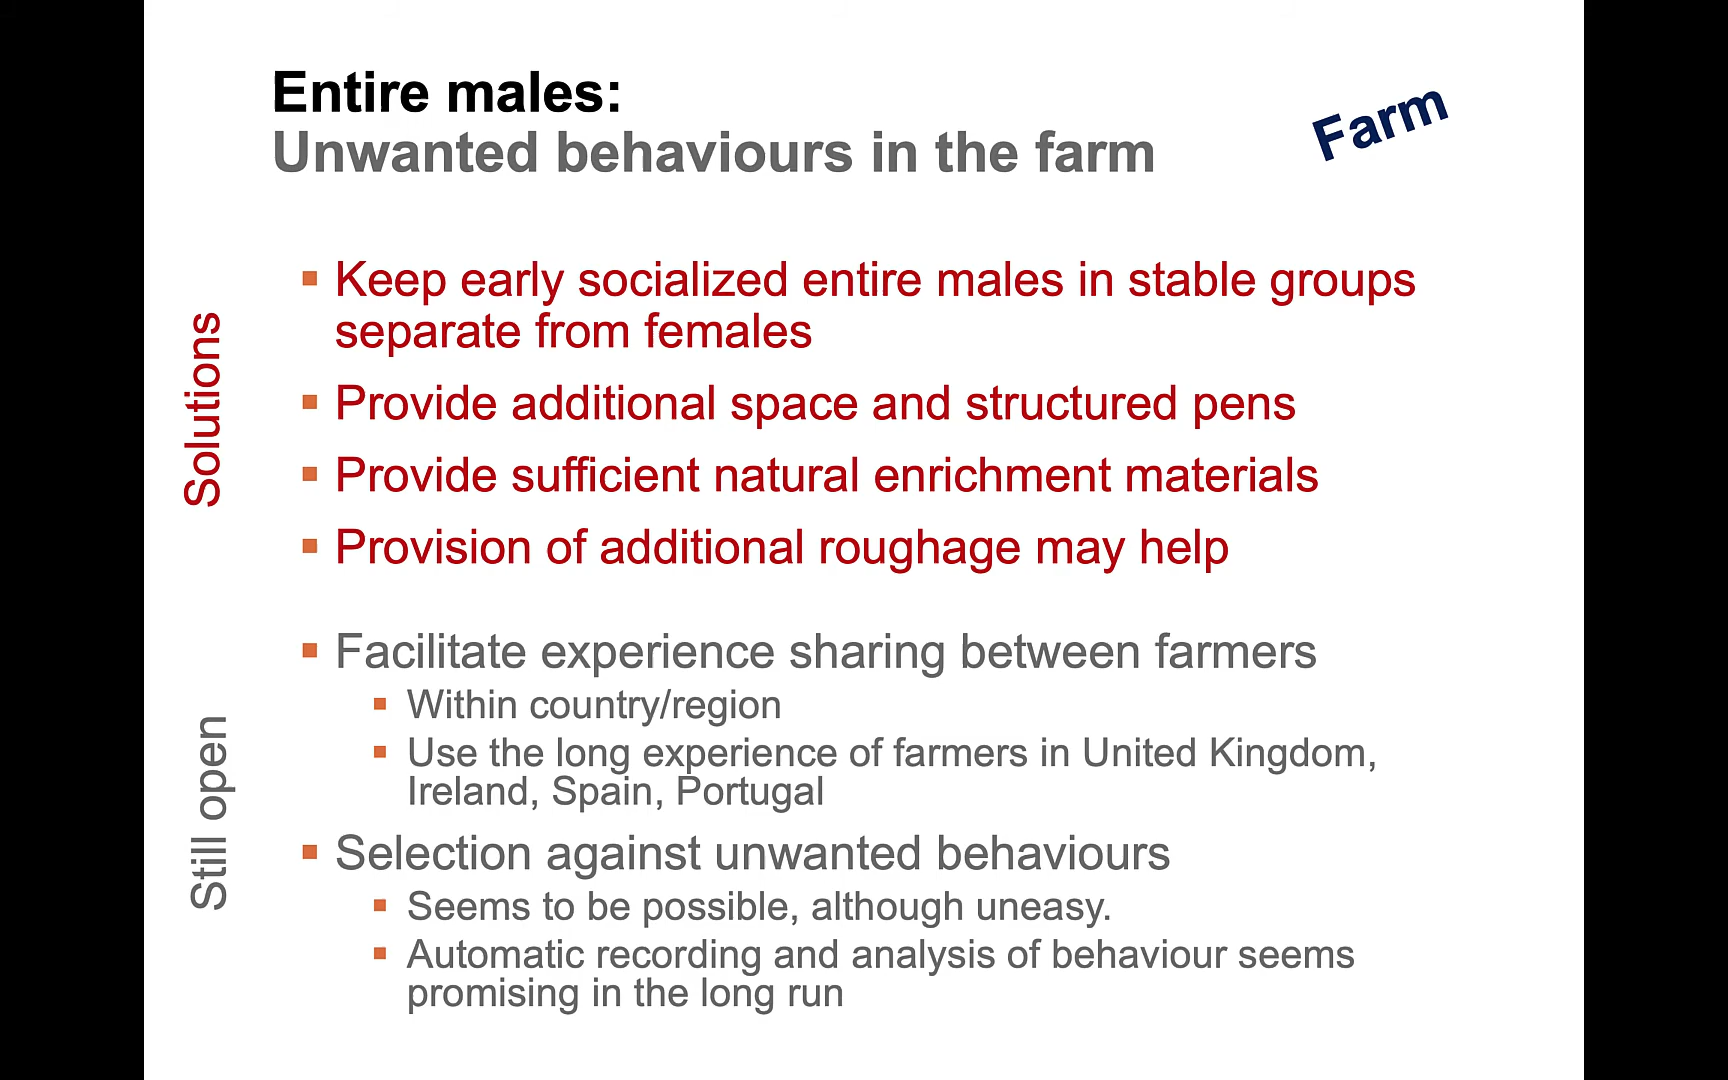 Entire males:
Unwanted behaviours in the farm
Farm
Solutions
Keep early socialized entire males in stable groups
separate from females
Provide additional space and structured pens
Provide sufficient natural enrichment materials
Provision of additional roughage may help
Still open
Facilitate experience sharing between farmers
Within country/region
Use the long experience of farmers in United Kingdom,
Ireland, Spain, Portugal
Selection against unwanted behaviours
Seems to be possible, although uneasy.
Automatic recording and analysis of behaviour seems
promising in the long run